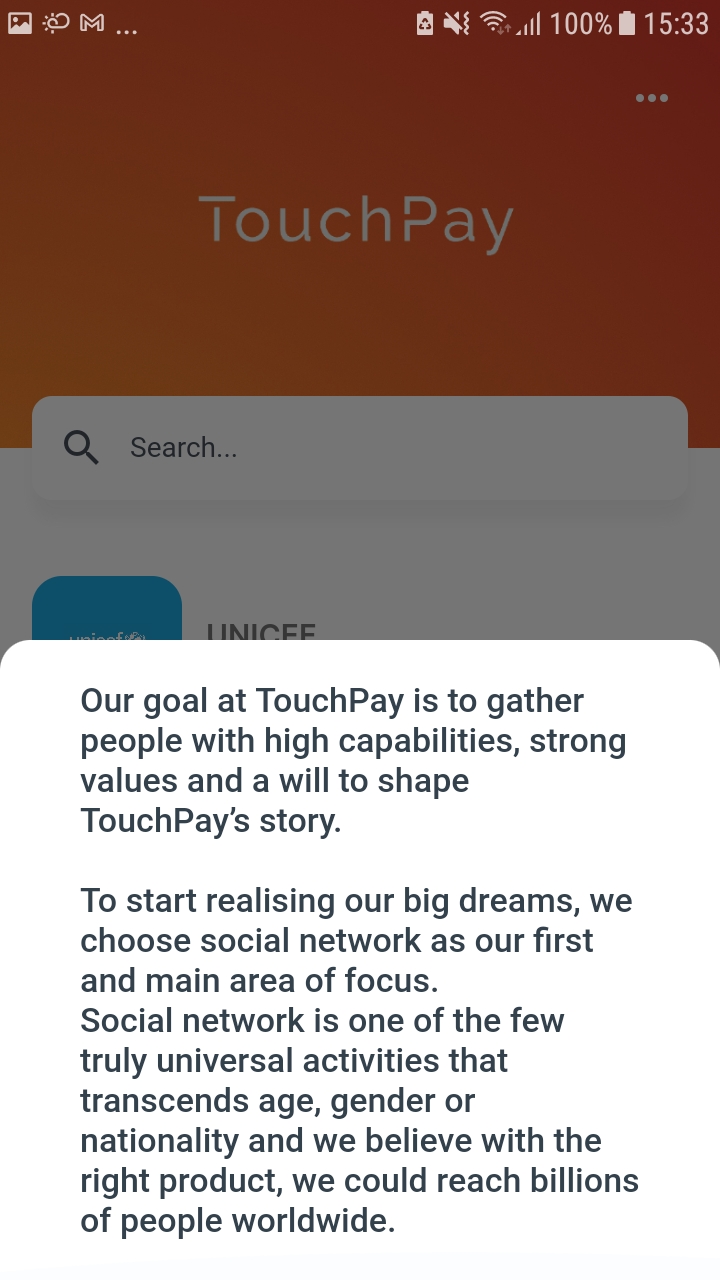 ... 100% 15:33
TouchPay
Search...
unicef
UNICEF
Our goal at TouchPay is to gather
people with high capabilities, strong
values and a will to shape
TouchPay’s story.
To start realising our big dreams, we
choose social network as our first
and main area of focus.
Social network is one of the few
truly universal activities that
transcends age, gender or
nationality and we believe with the
right product, we could reach billions
of people worldwide.